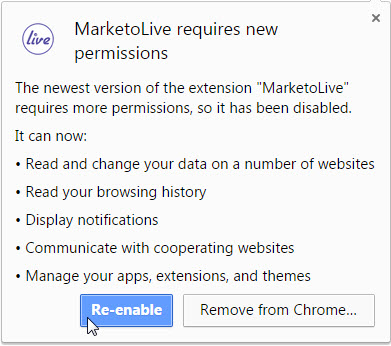 live
MarketoLive requires new
permissions
The newest version of the extension "MarketoLive"
requires more permissions, so it has been disabled.
It can now:
• Read and change your data on a number of websites
• Read your browsing history
• Display notifications
• Communicate with cooperating websites
• Manage your apps, extensions, and themes
Re-enable
Remove from Chrome...